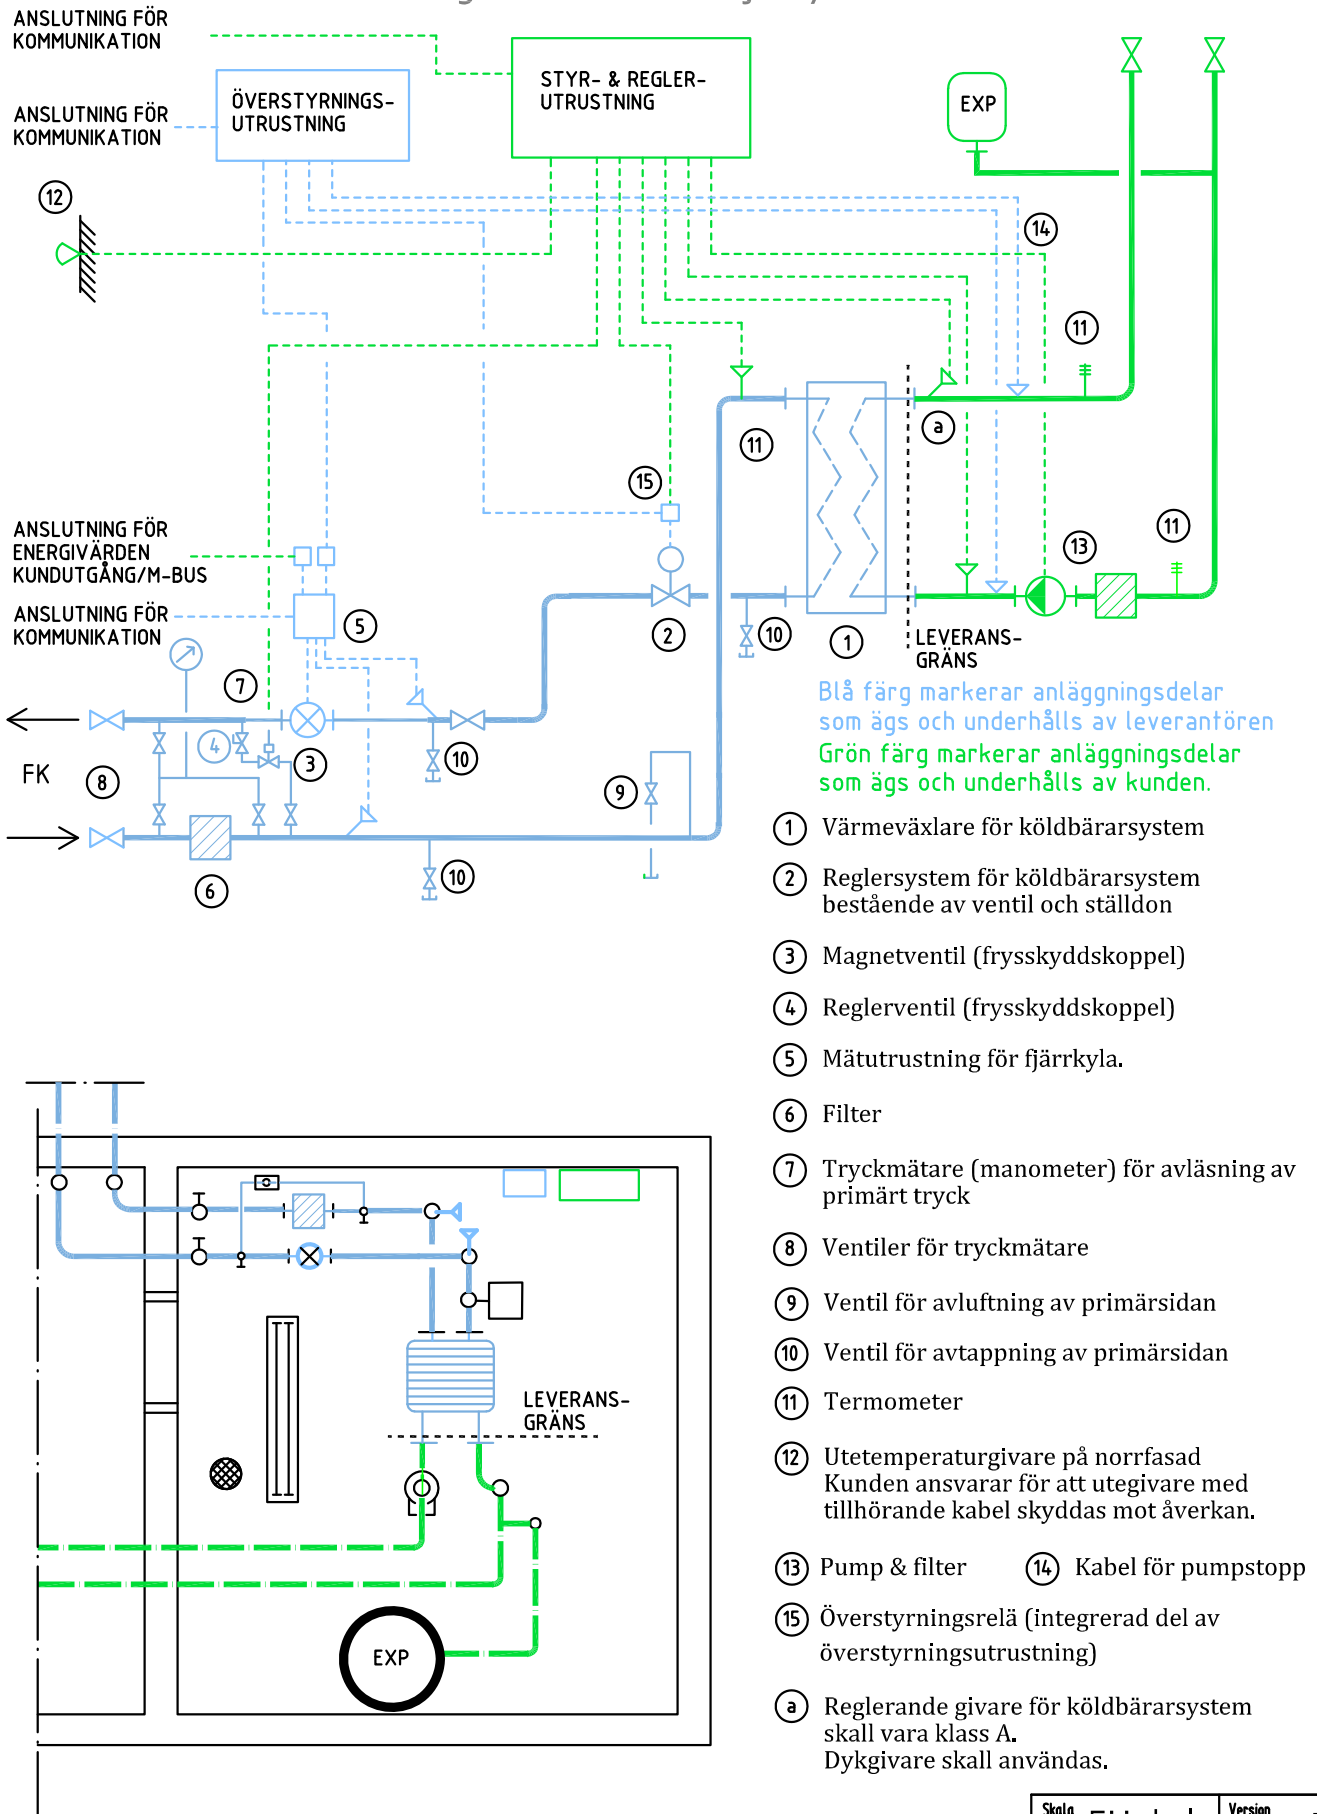 ANSLUTNING FÖR
KOMMUNIKATION
ANSLUTNING FÖR
KOMMUNIKATION
ÖVERSTYRNINGS-
UTRUSTNING
STYR- & REGLER-
UTRUSTNING
EXP
12
14
11
a
11
15
11
13
ANSLUTNING FÖR
ENERGIVÄRDEN
KUNDUTGÅNG/M-BUS
ANSLUTNING FÖR
KOMMUNIKATION
5
2
10
1
LEVERANS-
GRÄNS
7
4
3
10
FK
8
9
6
10
Blå färg markerar anläggningsdelar
som ägs och underhålls av leverantören
Grön färg markerar anläggningsdelar
som ägs och underhålls av kunden.
1 Värmeväxlare för köldbärarsystem
2 Reglersystem för köldbärarsystem
bestående av ventil och ställdon
3 Magnetventil (frysskyddskoppel)
4 Reglerventil (frysskyddskoppel)
5 Mätutrustning för fjärrkyla.
6 Filter
7 Tryckmätare (manometer) för avläsning av
primärt tryck
8 Ventiler för tryckmätare
9 Ventil för avluftning av primärsidan
10 Ventil för avtappning av primärsidan
11 Termometer
12 Utetemperaturgivare på norrfasad
Kunden ansvarar för att utegivare med
tillhörande kabel skyddas mot åverkan.
13 Pump & filter 14 Kabel för pumpstopp
15 Överstyrningsrelä (integrerad del av
överstyrningsutrustning)
a Reglerande givare för köldbärarsystem
skall vara klass A.
Dykgivare skall användas.
LEVERANS-
GRÄNS
EXP
Skala
Version